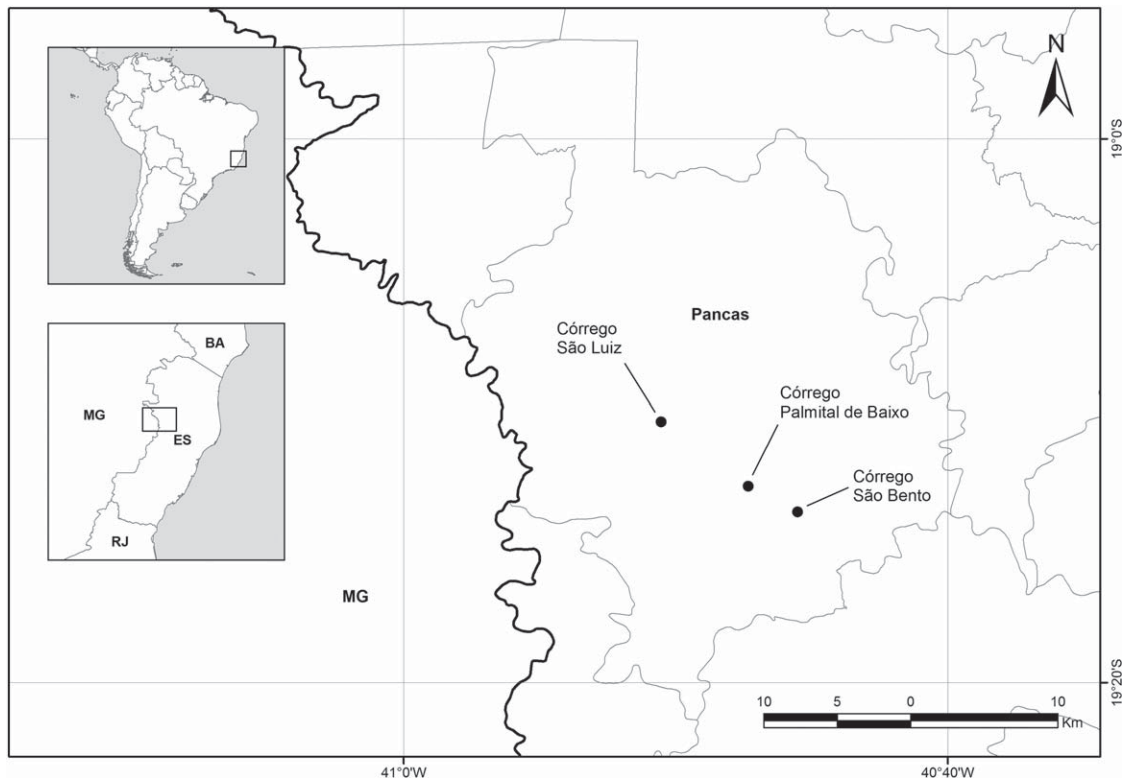 N
19°0'S
BA
MG
ES
RJ
Pancas
Córrego
São Luiz
Córrego
Palmital de Baixo
Córrego
São Bento
MG
19°20'S
10 5 0 10
Km
41°0'W
40°40'W